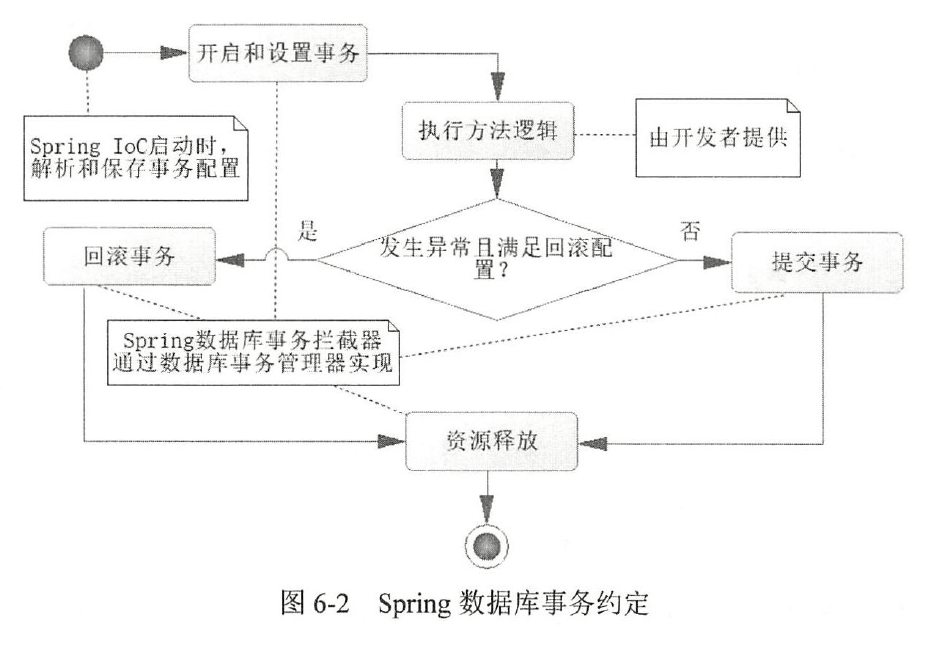 开启和设置事务
Spring IoC启动时，
解析和保存事务配置
执行方法逻辑
由开发者提供
发生异常且满足回滚配
置？
是
否
回滚事务
提交事务
Spring数据库事务拦截器
通过数据库事务管理器实现
资源释放
图 6-2 Spring 数据库事务约定